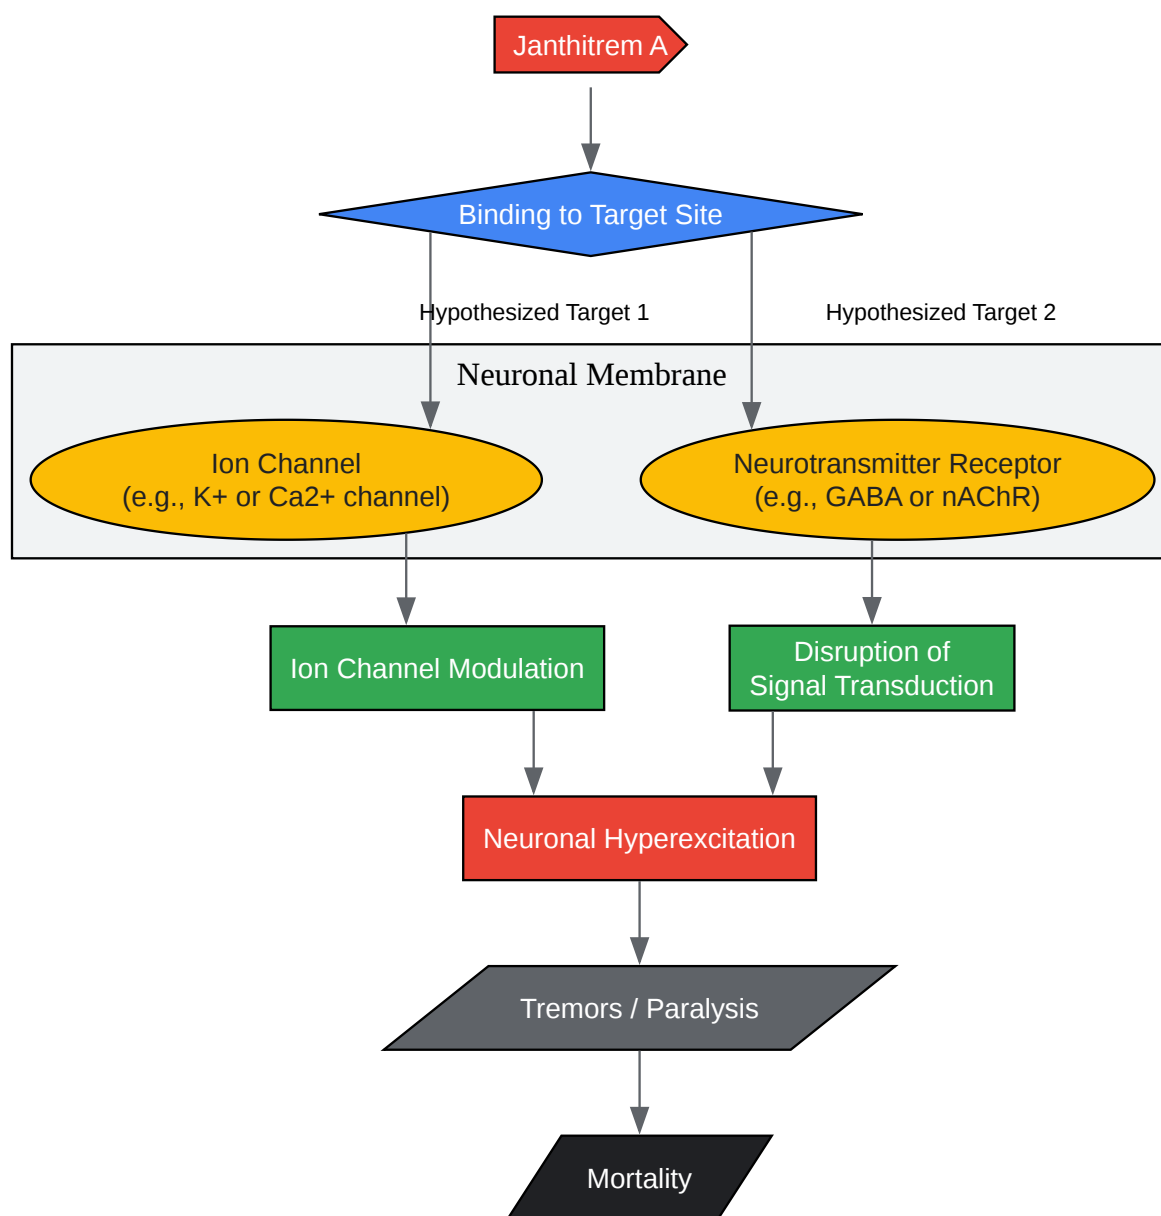 Janthitrem A
Binding to Target Site
Hypothesized Target 1
Hypothesized Target 2
Neuronal Membrane
Ion Channel
(e.g., K+ or Ca2+ channel)
Neurotransmitter Receptor
(e.g., GABA or nAChR)
Ion Channel Modulation
Disruption of
Signal Transduction
Neuronal Hyperexcitation
Tremors / Paralysis
Mortality